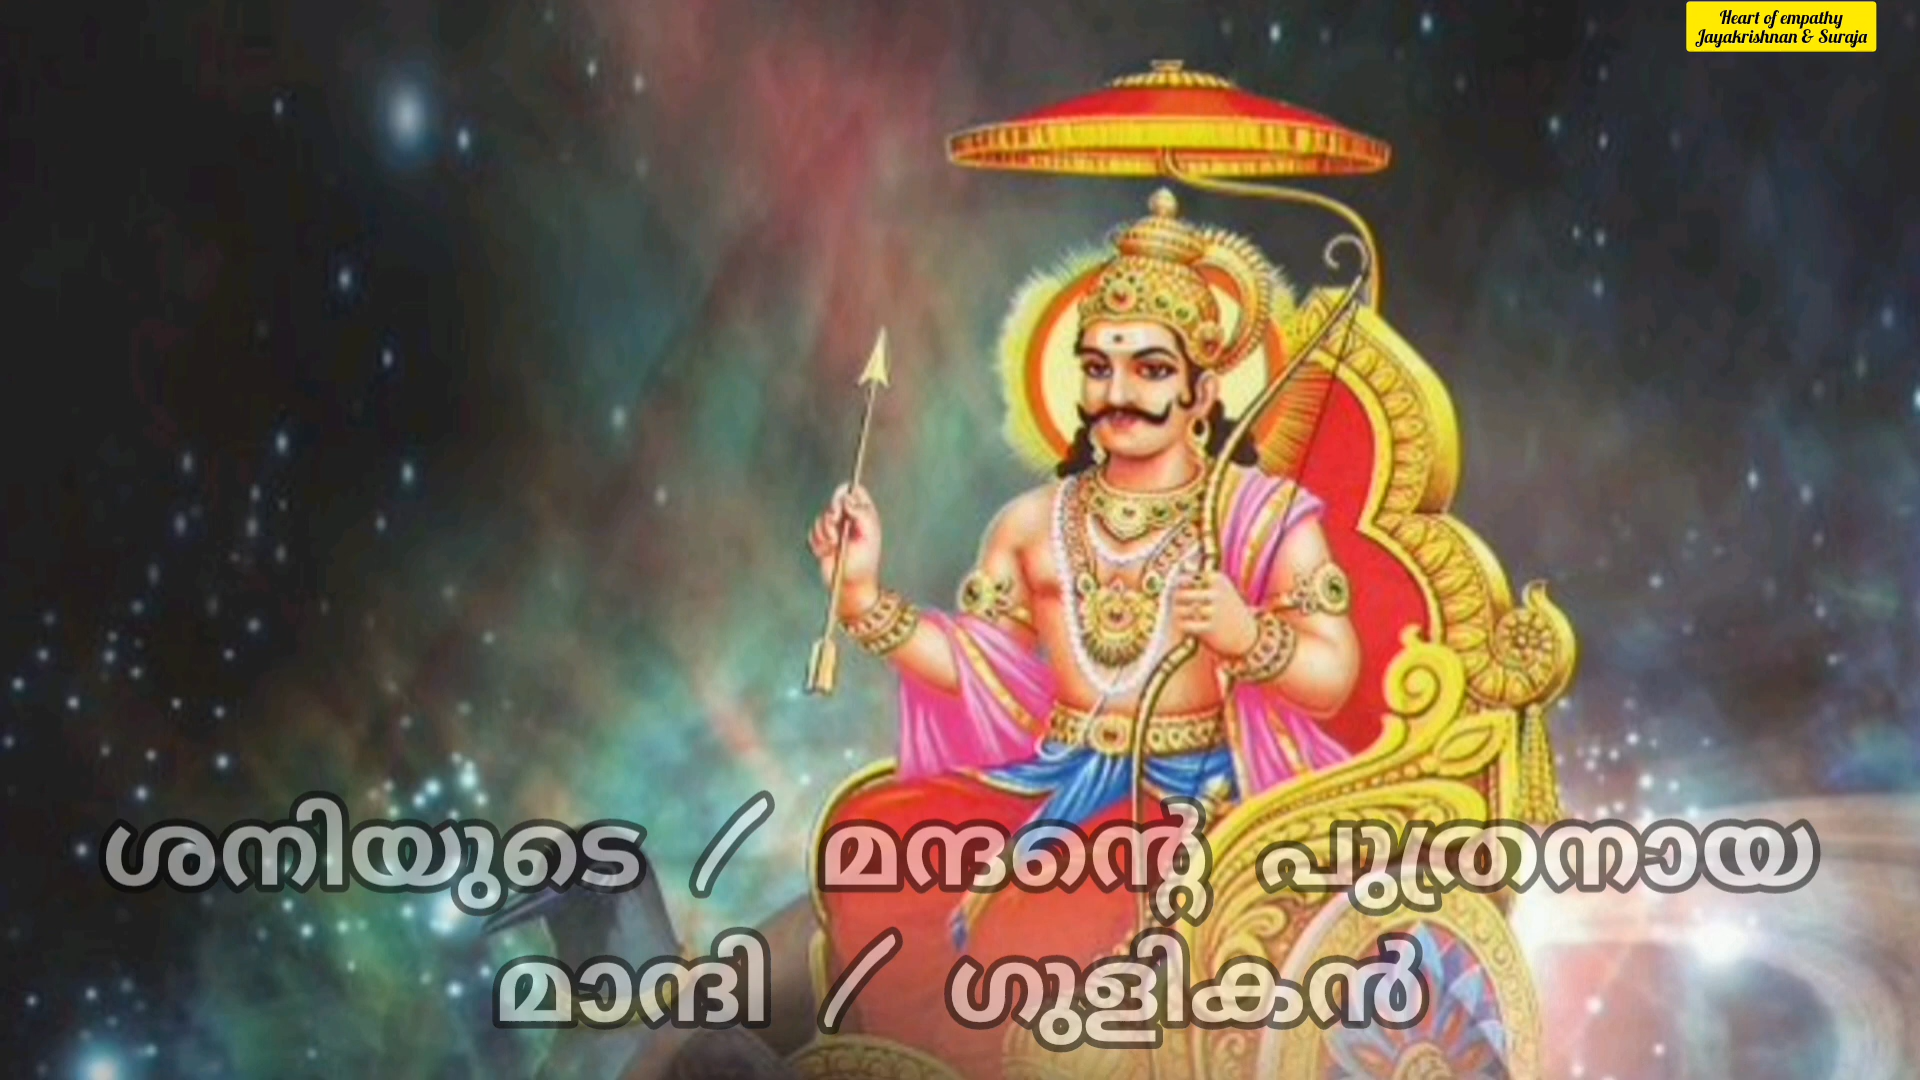 Heart of empathy
Jayakrishnan & Suraja
ശനിയുടെ / മന്ദന്റെ പുത്രനായ
മാന്ദി / ഗുളികൻ